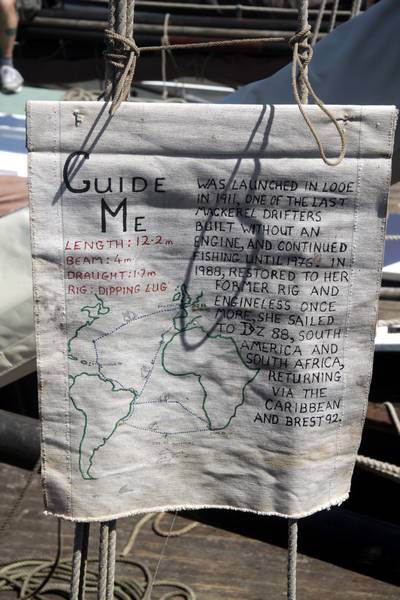 GUIDE
ME
LENGTH: 12.2m
BEAM: 4m
DRAUGHT: 1.7m
RIG: DIPPING LUG
WAS LAUNCHED IN LOOE
IN 1911, ONE OF THE LAST
MACKEREL DRIFTERS
BUILT WITHOUT AN
ENGINE, AND CONTINUED
FISHING UNTIL 1976. IN
1988, RESTORED TO HER
FORMER RIG AND
ENGINELESS ONCE
MORE, SHE SAILED
TO DZ 88, SOUTH
AMERICA AND
SOUTH AFRICA,
RETURNING
VIA THE
CARIBBEAN
AND BREST 92.